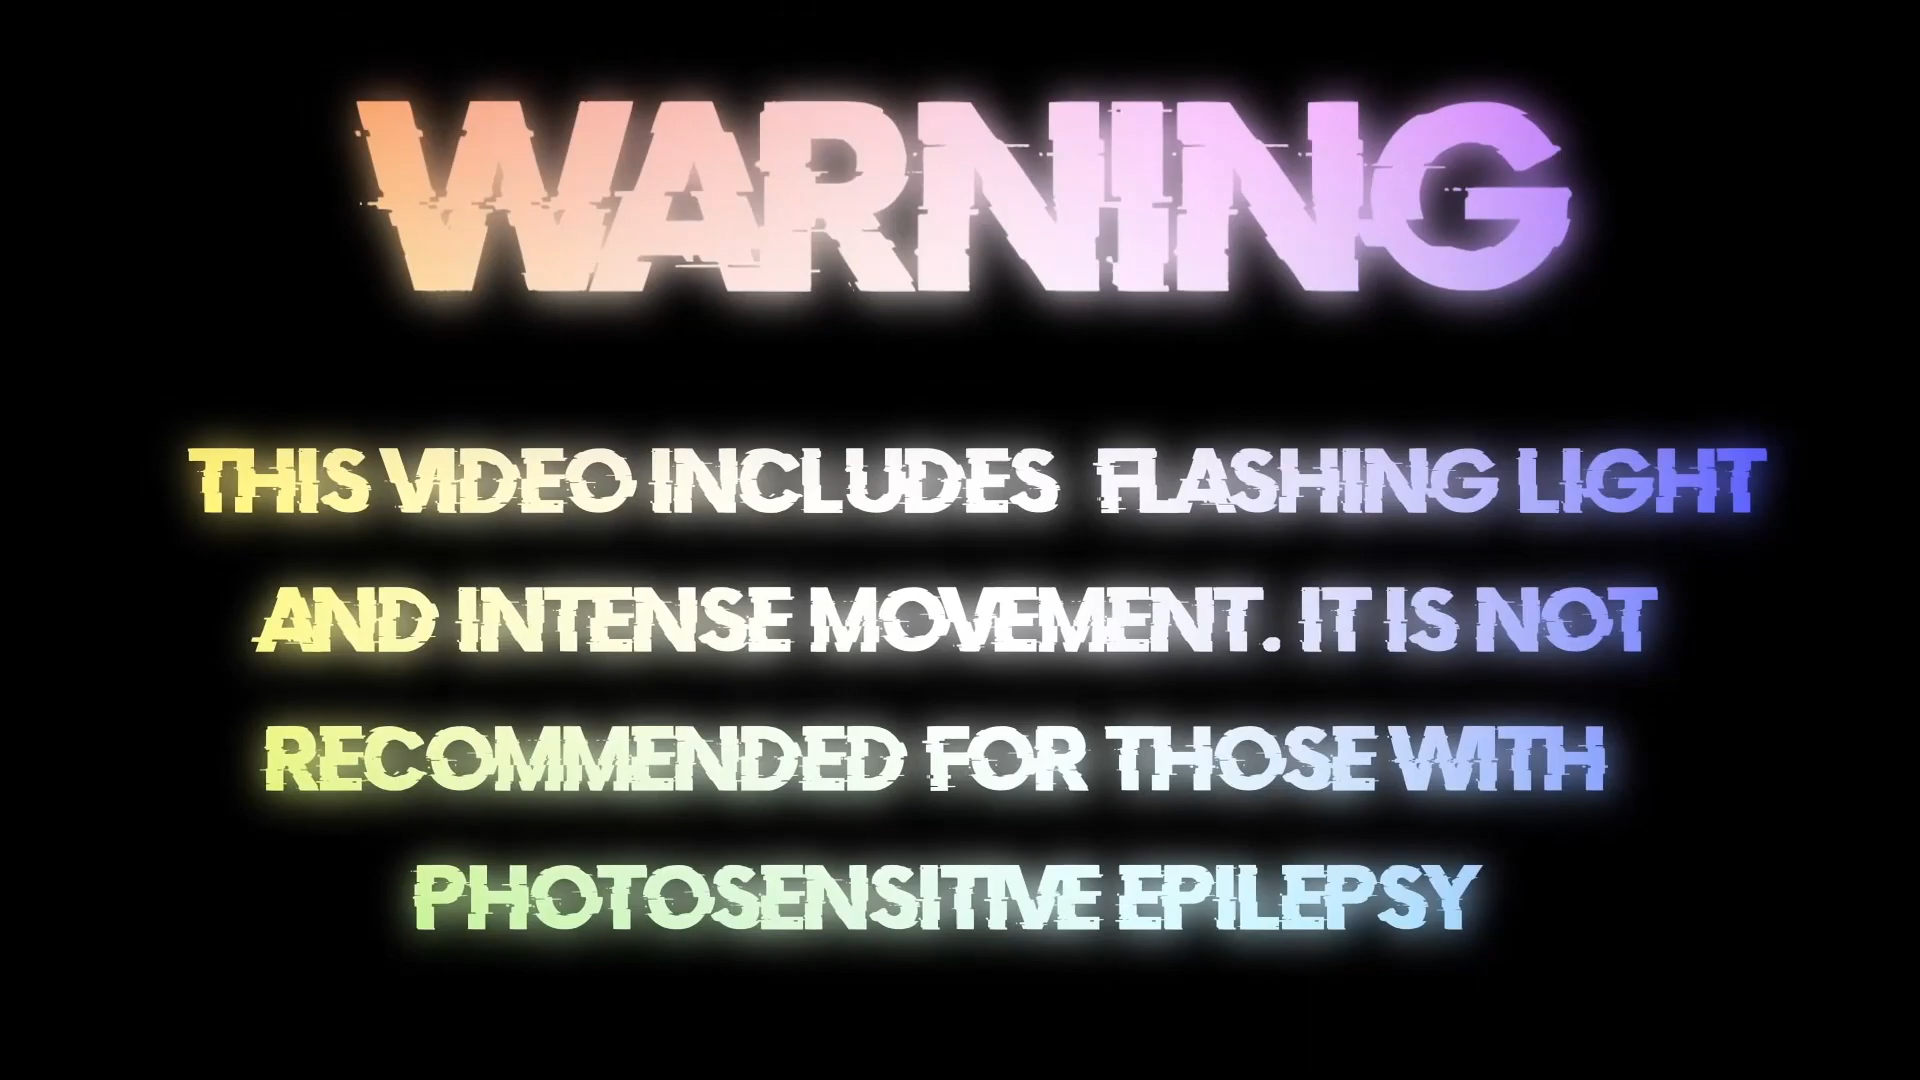 WARNING
THIS VIDEO INCLUDES FLASHING LIGHT
AND INTENSE MOVEMENT. IT IS NOT
RECOMMENDED FOR THOSE WITH
PHOTOSENSITIVE EPILEPSY